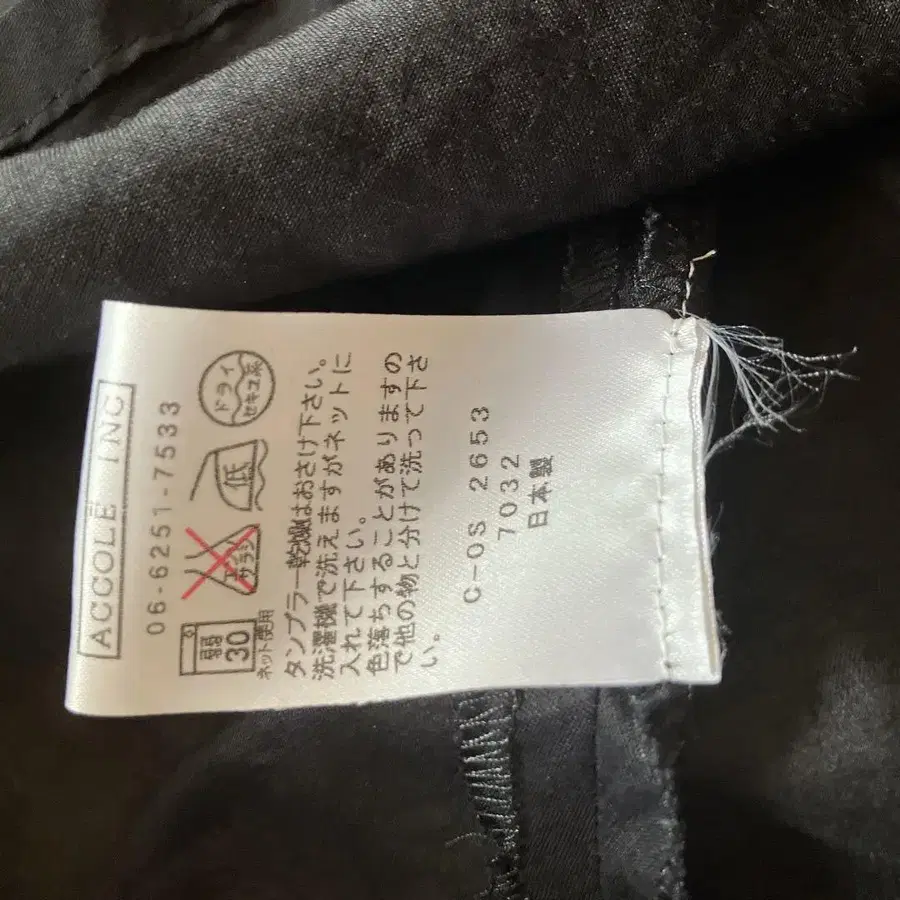 ACCOLE INC
06-6251-7533
弱
30
ネット使用
サラシ
低
ドライ
セキユ系
タンブラー乾燥はおさけ下さい。
洗濯機で洗えますがネットに
入れて下さい。
色落ちすることがありますの
で他の物と分けて洗って下さ
い。
C-0S 2653
7032
日本製